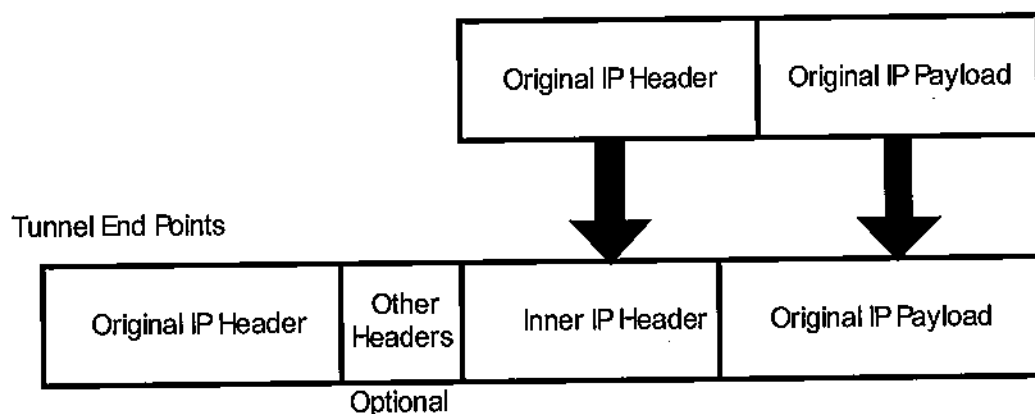 Original IP Header
Original IP Payload
Tunnel End Points
Original IP Header
Other
Headers
Inner IP Header
Original IP Payload
Optional